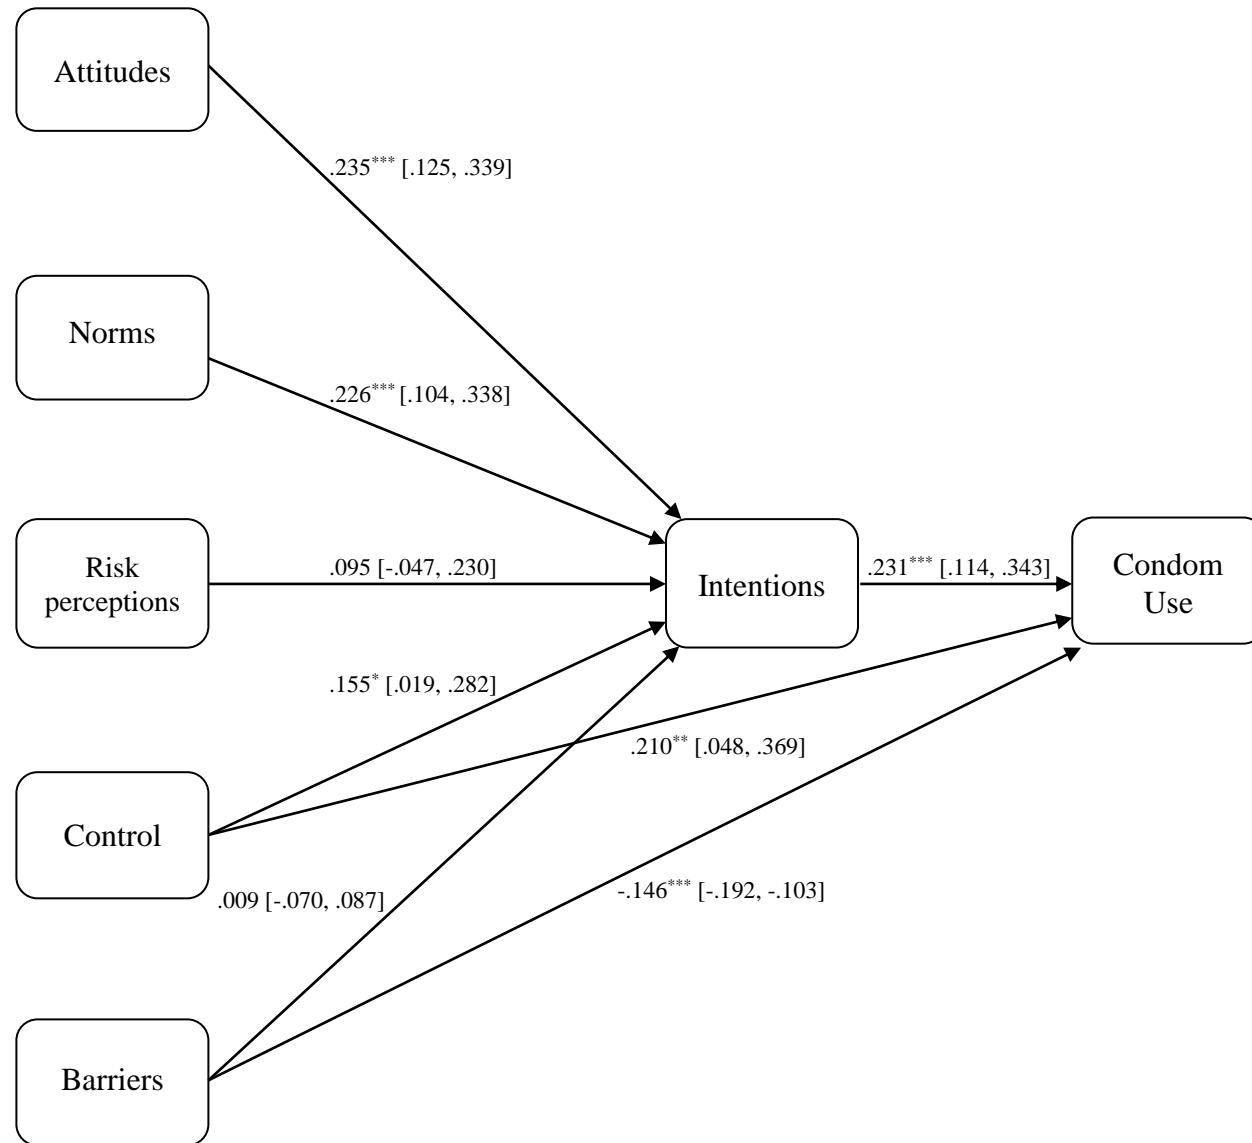 Attitudes
.235*** [.125, .339]
Norms
.226*** [.104, .338]
Risk
perceptions
.095 [-.047, .230]
Intentions
.231*** [.114, .343]
Condom
Use
.155* [.019, .282]
.210** [.048, .369]
Control
.009 [-.070, .087]
-.146*** [-.192, -.103]
Barriers